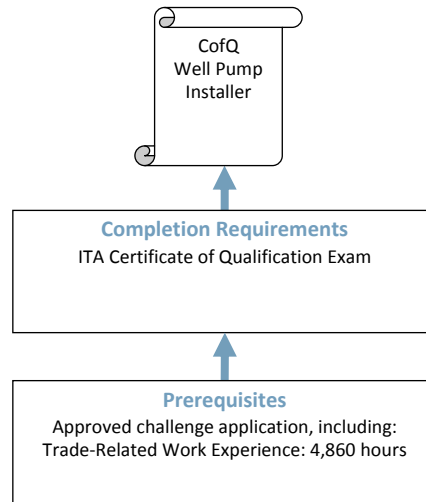 CofQ
Well Pump
Installer
Completion Requirements
ITA Certificate of Qualification Exam
Prerequisites
Approved challenge application, including:
Trade-Related Work Experience: 4,860 hours